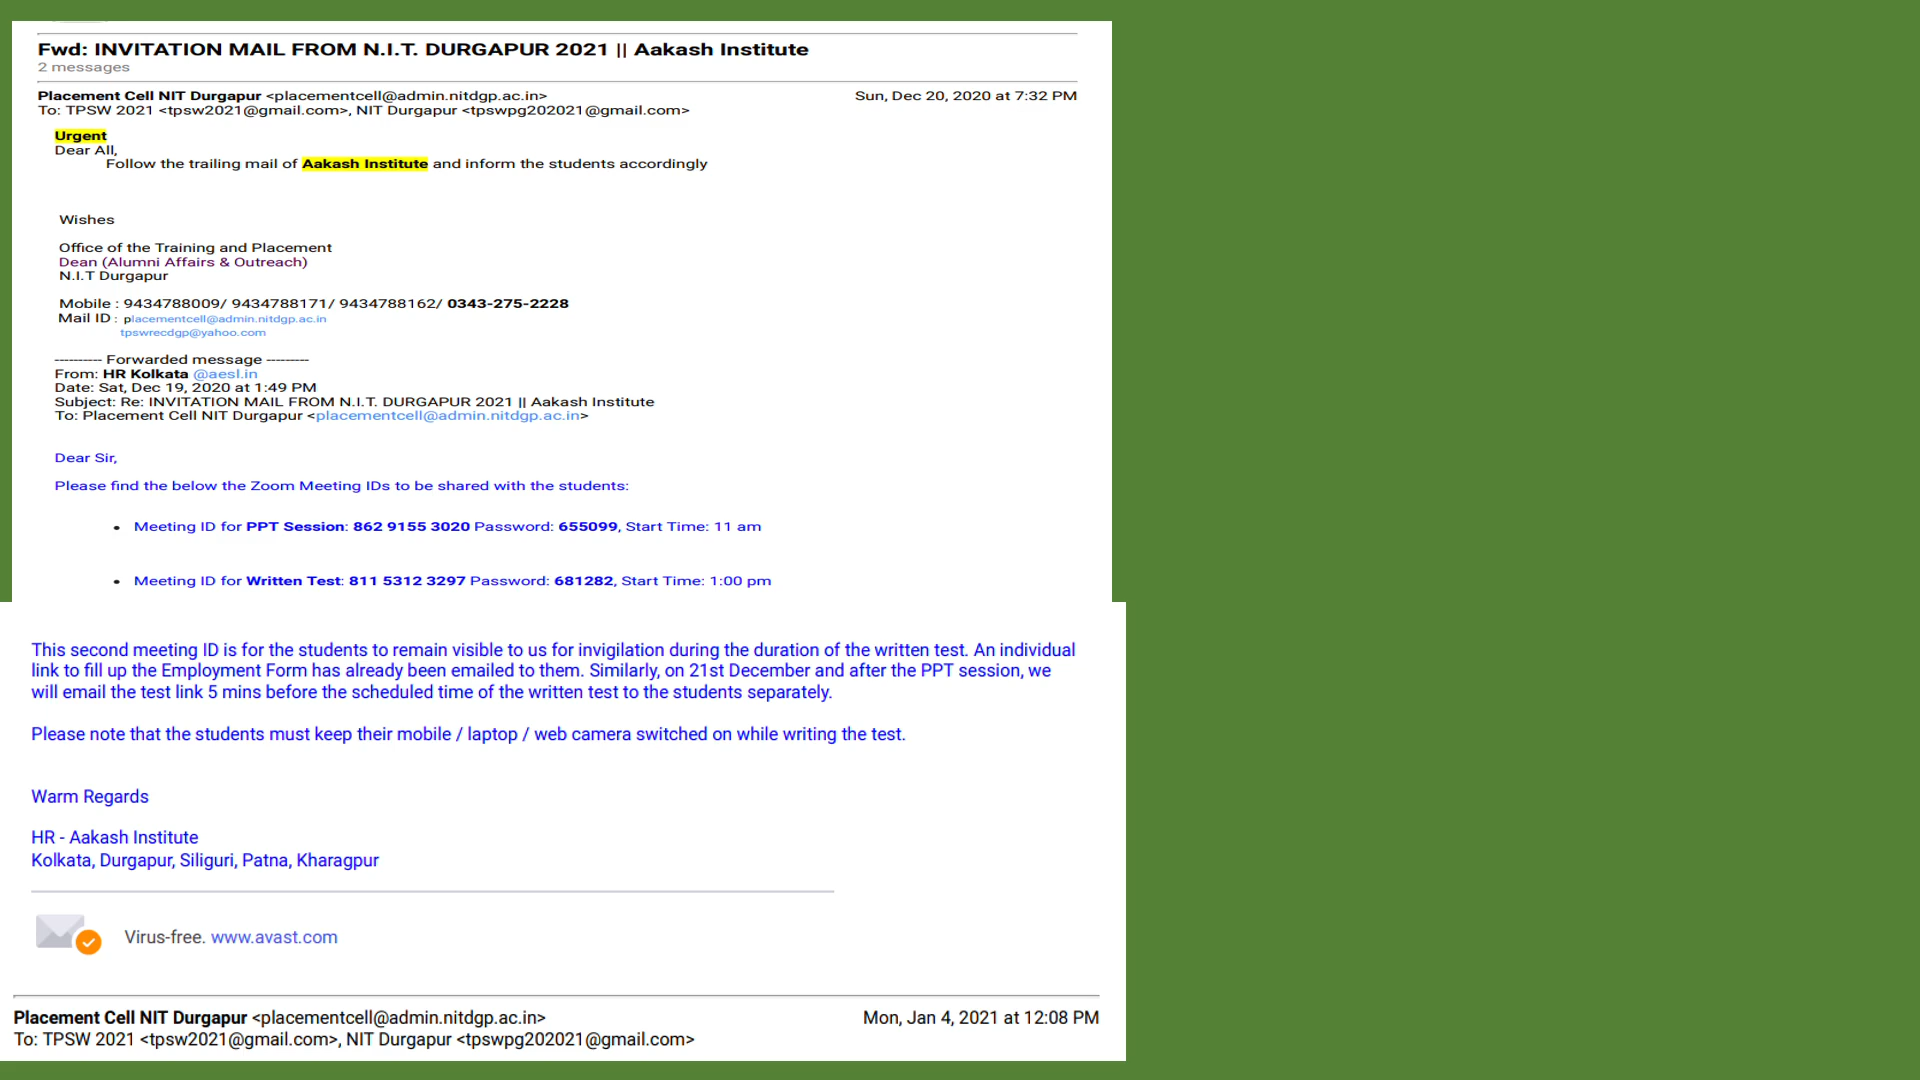 Fwd: INVITATION MAIL FROM N.I.T. DURGAPUR 2021 || Aakash Institute
2 messages
Placement Cell NIT Durgapur <placementcell@admin.nitdgp.ac.in> Sun, Dec 20, 2020 at 7:32 PM
To: TPSW 2021 <tpsw2021@gmail.com>, NIT Durgapur <tpswpg202021@gmail.com>
Urgent
Dear All,
Follow the trailing mail of Aakash Institute and inform the students accordingly
Wishes
Office of the Training and Placement
Dean (Alumni Affairs & Outreach)
N.I.T Durgapur
Mobile : 9434788009/ 9434788171/ 9434788162/ 0343-275-2228
Mail ID : placementcell@admin.nitdgp.ac.in
tpswrecdgp@yahoo.com
---------- Forwarded message ---------
From: HR Kolkata @aesl.in
Date: Sat, Dec 19, 2020 at 1:49 PM
Subject: Re: INVITATION MAIL FROM N.I.T. DURGAPUR 2021 || Aakash Institute
To: Placement Cell NIT Durgapur <placementcell@admin.nitdgp.ac.in>
Dear Sir,
Please find the below the Zoom Meeting IDs to be shared with the students:
• Meeting ID for PPT Session: 862 9155 3020 Password: 655099, Start Time: 11 am
• Meeting ID for Written Test: 811 5312 3297 Password: 681282, Start Time: 1:00 pm
This second meeting ID is for the students to remain visible to us for invigilation during the duration of the written test. An individual
link to fill up the Employment Form has already been emailed to them. Similarly, on 21st December and after the PPT session, we
will email the test link 5 mins before the scheduled time of the written test to the students separately.
Please note that the students must keep their mobile / laptop / web camera switched on while writing the test.
Warm Regards
HR - Aakash Institute
Kolkata, Durgapur, Siliguri, Patna, Kharagpur
Virus-free. www.avast.com
Placement Cell NIT Durgapur <placementcell@admin.nitdgp.ac.in> Mon, Jan 4, 2021 at 12:08 PM
To: TPSW 2021 <tpsw2021@gmail.com>, NIT Durgapur <tpswpg202021@gmail.com>